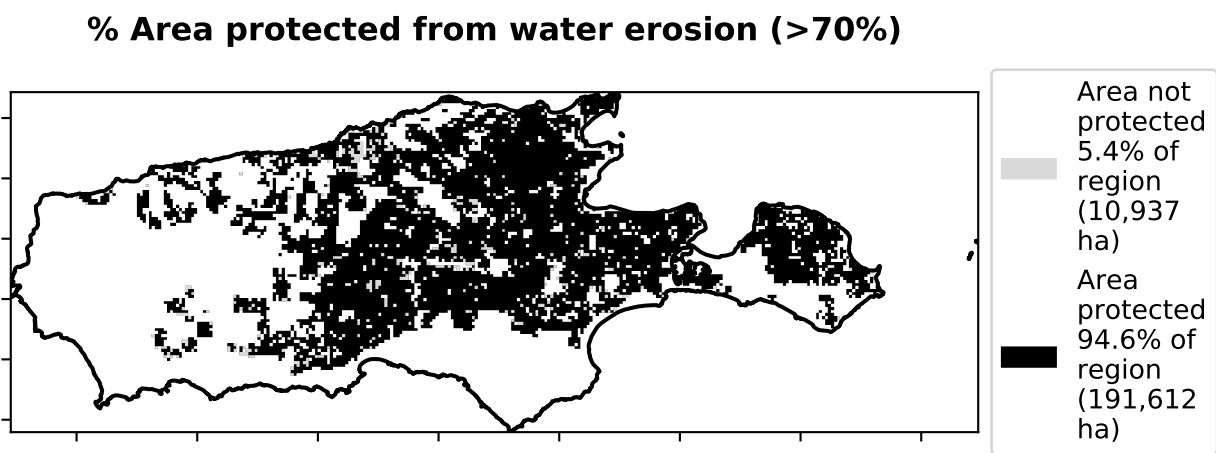 % Area protected from water erosion (>70%)
Area not
protected
5.4% of
region
(10,937
ha)
Area
protected
94.6% of
region
(191,612
ha)